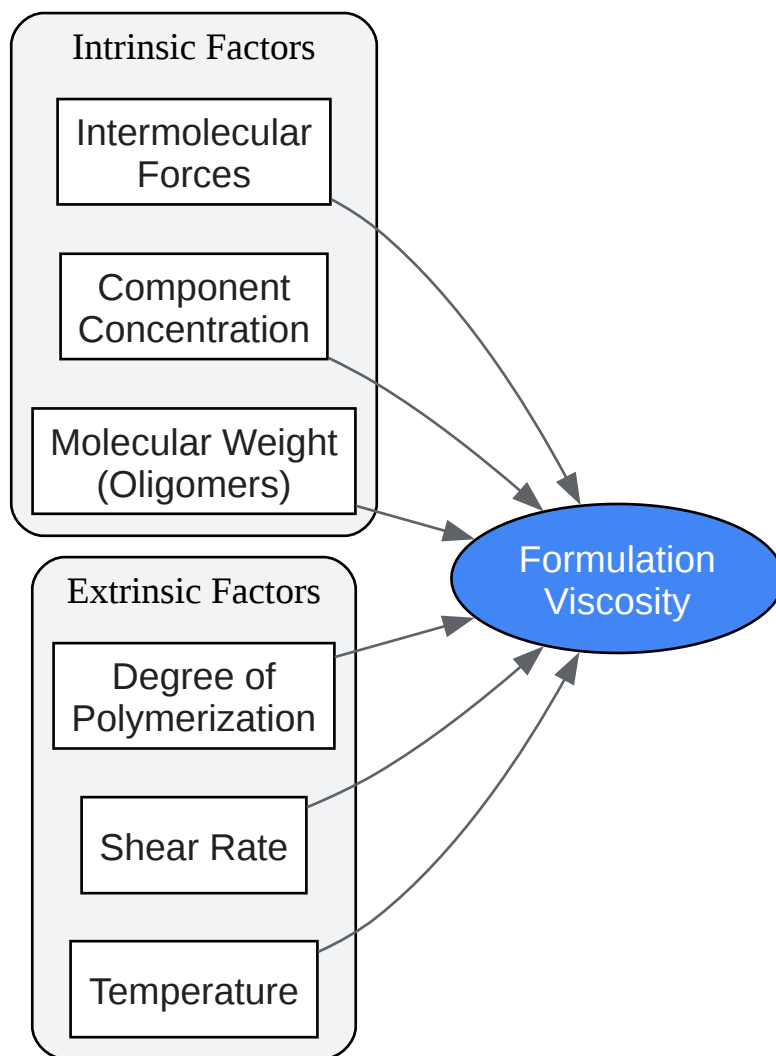 Intrinsic Factors
Intermolecular
Forces
Component
Concentration
Molecular Weight
(Oligomers)
Formulation
Viscosity
Extrinsic Factors
Degree of
Polymerization
Shear Rate
Temperature